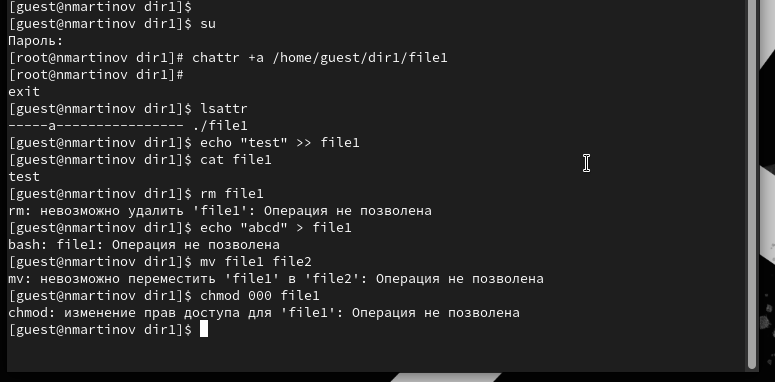 [guest@nmartinov dir1]$
[guest@nmartinov dir1]$ su
Пароль:
[root@nmartinov dir1]# chattr +a /home/guest/dir1/file1
[root@nmartinov dir1]#
exit
[guest@nmartinov dir1]$ lsattr
-----a---------------- ./file1
[guest@nmartinov dir1]$ echo "test" >> file1
[guest@nmartinov dir1]$ cat file1
test
[guest@nmartinov dir1]$ rm file1
rm: невозможно удалить 'file1': Операция не позволена
[guest@nmartinov dir1]$ echo "abcd" > file1
bash: file1: Операция не позволена
[guest@nmartinov dir1]$ mv file1 file2
mv: невозможно переместить 'file1' в 'file2': Операция не позволена
[guest@nmartinov dir1]$ chmod 000 file1
chmod: изменение прав доступа для 'file1': Операция не позволена
[guest@nmartinov dir1]$